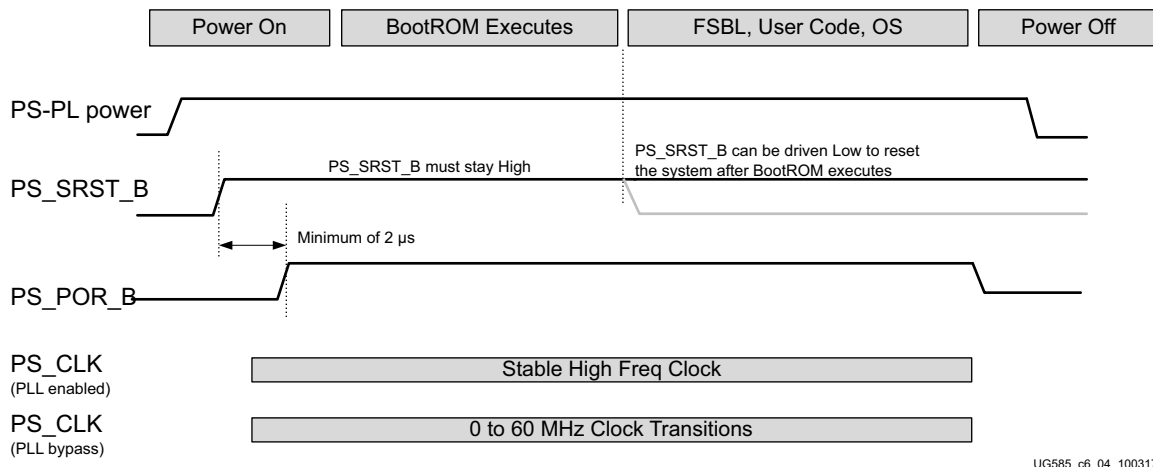 Power On
BootROM Executes
FSBL, User Code, OS
Power Off
PS-PL power
PS_SRST_B must stay High
PS_SRST_B can be driven Low to reset
the system after BootROM executes
PS_SRST_B
Minimum of 2 µs
PS_POR_B
PS_CLK
(PLL enabled)
Stable High Freq Clock
PS_CLK
(PLL bypass)
0 to 60 MHz Clock Transitions
UG585_c6_04_100317